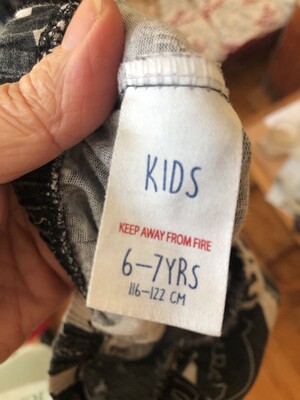 KIDS
KEEP AWAY FROM FIRE
6–7YRS
116–122 CM